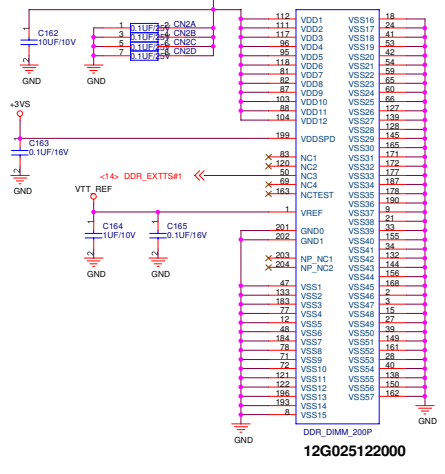 C162
10UF/10V
1
2
GND
1 0.1UF/25V 2 CN2A
3 0.1UF/25V 4 CN2B
5 0.1UF/25V 6 CN2C
7 0.1UF/25V 8 CN2D
GND
+3VS
C163
0.1UF/16V
1
2
GND
<14> DDR_EXTTS#1
VTT_REF
C164
1UF/10V
1
2
GND
C165
0.1UF/16V
1
2
GND
112 VDD1
111 VDD2
117 VDD3
96 VDD4
95 VDD5
118 VDD6
81 VDD7
82 VDD8
87 VDD9
103 VDD10
88 VDD11
104 VDD12
199 VDDSPD
83 NC1
120 NC2
50 NC3
69 NC4
163 NCTEST
1 VREF
201 GND0
202 GND1
203 NP_NC1
204 NP_NC2
47 VSS1
133 VSS2
183 VSS3
77 VSS4
12 VSS5
48 VSS6
184 VSS7
78 VSS8
71 VSS9
72 VSS10
121 VSS11
122 VSS12
196 VSS13
193 VSS14
8 VSS15
GND
VSS16 18
VSS17 24
VSS18 41
VSS19 53
VSS20 42
VSS21 54
VSS22 59
VSS23 65
VSS24 60
VSS25 66
VSS26 127
VSS27 139
VSS28 128
VSS29 145
VSS30 165
VSS31 171
VSS32 172
VSS33 177
VSS34 187
VSS35 178
VSS36 190
VSS37 9
VSS38 21
VSS39 33
VSS40 155
VSS41 34
VSS42 132
VSS43 144
VSS44 156
VSS45 168
VSS46 2
VSS47 3
VSS48 15
VSS49 27
VSS50 39
VSS51 149
VSS52 161
VSS53 28
VSS54 40
VSS55 138
VSS56 150
VSS57 162
GND
DDR_DIMM_200P
12G025122000